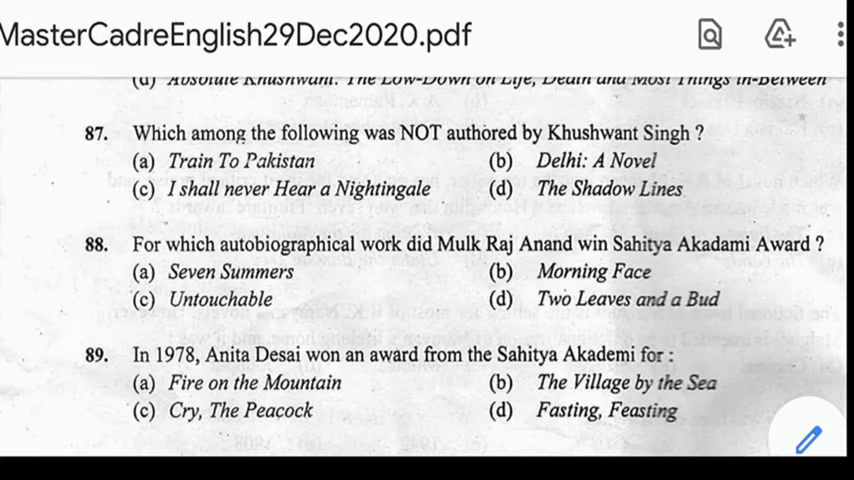 MasterCadreEnglish29Dec2020.pdf
(d) Absolute Khushwant: The Low-Down on Life, Death and Most Things In-Between
87. Which among the following was NOT authored by Khushwant Singh ?
(a) Train To Pakistan (b) Delhi: A Novel
(c) I shall never Hear a Nightingale (d) The Shadow Lines
88. For which autobiographical work did Mulk Raj Anand win Sahitya Akadami Award ?
(a) Seven Summers (b) Morning Face
(c) Untouchable (d) Two Leaves and a Bud
89. In 1978, Anita Desai won an award from the Sahitya Akademi for :
(a) Fire on the Mountain (b) The Village by the Sea
(c) Cry, The Peacock (d) Fasting, Feasting